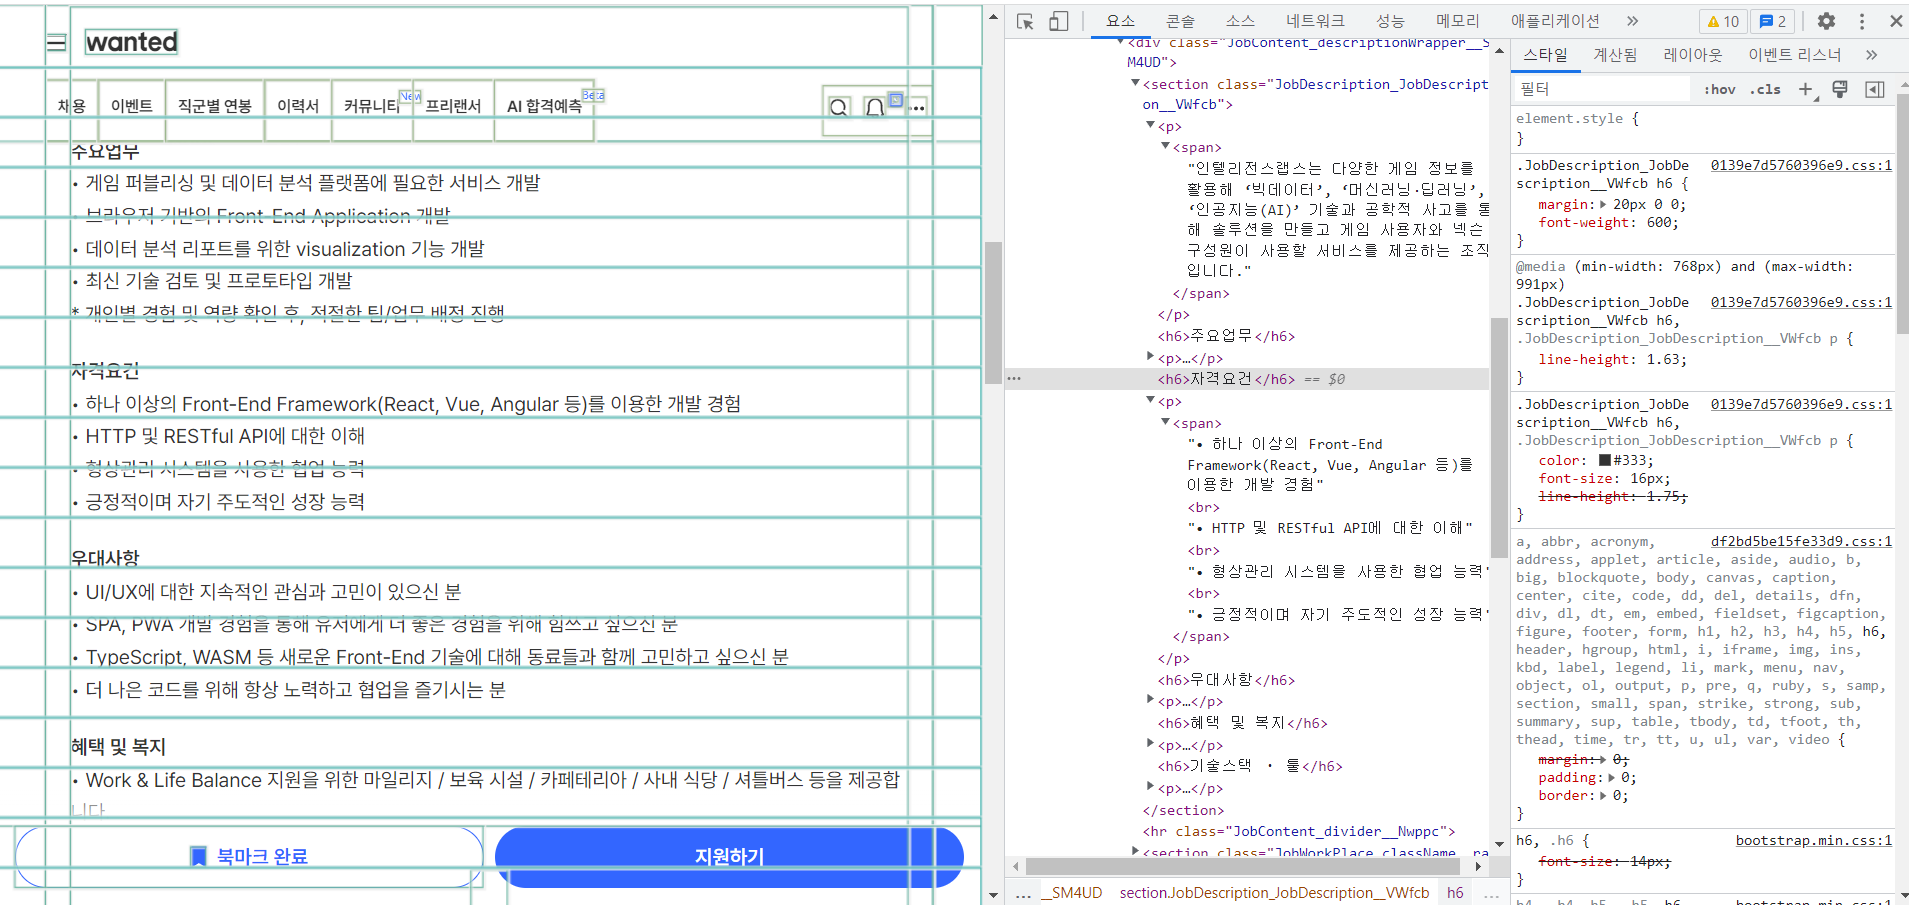 wanted
채용 이벤트 직군별 연봉 이력서 커뮤니티 New 프리랜서 AI 합격예측 Beta
주요업무
• 게임 퍼블리싱 및 데이터 분석 플랫폼에 필요한 서비스 개발
• 브라우저 기반의 Front-End Application 개발
• 데이터 분석 리포트를 위한 visualization 기능 개발
• 최신 기술 검토 및 프로토타입 개발
* 개인별 경험 및 역량 확인 후, 적절한 팀/업무 배정 진행
자격요건
• 하나 이상의 Front-End Framework(React, Vue, Angular 등)를 이용한 개발 경험
• HTTP 및 RESTful API에 대한 이해
• 형상관리 시스템을 사용한 협업 능력
• 긍정적이며 자기 주도적인 성장 능력
우대사항
• UI/UX에 대한 지속적인 관심과 고민이 있으신 분
• SPA, PWA 개발 경험을 통해 유저에게 더 좋은 경험을 위해 힘쓰고 싶으신 분
• TypeScript, WASM 등 새로운 Front-End 기술에 대해 동료들과 함께 고민하고 싶으신 분
• 더 나은 코드를 위해 항상 노력하고 협업을 즐기시는 분
혜택 및 복지
• Work & Life Balance 지원을 위한 마일리지 / 보육 시설 / 카페테리아 / 사내 식당 / 셔틀버스 등을 제공합
니다
북마크 완료
지원하기
요소 콘솔 소스 네트워크 성능 메모리 애플리케이션 » 10 2
<div class="JobContent_descriptionWrapper__S
M4UD">
<section class="JobDescription_JobDescripti
on__VWfcb">
<p>
<span>
"인텔리전스랩스는 다양한 게임 정보를
활용해 ‘빅데이터’, ‘머신러닝·딥러닝’,
‘인공지능(AI)’ 기술과 공학적 사고를 통
해 솔루션을 만들고 게임 사용자와 넥슨
구성원이 사용할 서비스를 제공하는 조직
입니다."
</span>
</p>
<h6>주요업무</h6>
<p>…</p>
<h6>자격요건</h6> == $0
<p>
<span>
"• 하나 이상의 Front-End
Framework(React, Vue, Angular 등)를
이용한 개발 경험"
<br>
"• HTTP 및 RESTful API에 대한 이해"
<br>
"• 형상관리 시스템을 사용한 협업 능력"
<br>
"• 긍정적이며 자기 주도적인 성장 능력"
</span>
</p>
<h6>우대사항</h6>
<p>…</p>
<h6>혜택 및 복지</h6>
<p>…</p>
<h6>기술스택 ・ 툴</h6>
<p>…</p>
</section>
<hr class="JobContent_divider__Nwppc">
<section class="JobWorkPlace_className__ra
… __SM4UD section.JobDescription_JobDescription__VWfcb h6 …
스타일 계산됨 레이아웃 이벤트 리스너 »
필터 :hov .cls +
element.style {
}
.JobDescription_JobDe 0139e7d5760396e9.css:1
scription__VWfcb h6 {
margin: 20px 0 0;
font-weight: 600;
}
@media (min-width: 768px) and (max-width:
991px)
.JobDescription_JobDe 0139e7d5760396e9.css:1
scription__VWfcb h6,
.JobDescription_JobDescription__VWfcb p {
line-height: 1.63;
}
.JobDescription_JobDe 0139e7d5760396e9.css:1
scription__VWfcb h6,
.JobDescription_JobDescription__VWfcb p {
color: #333;
font-size: 16px;
line-height: 1.75;
}
a, abbr, acronym, df2bd5be15fe33d9.css:1
address, applet, article, aside, audio, b,
big, blockquote, body, canvas, caption,
center, cite, code, dd, del, details, dfn,
div, dl, dt, em, embed, fieldset, figcaption,
figure, footer, form, h1, h2, h3, h4, h5, h6,
header, hgroup, html, i, iframe, img, ins,
kbd, label, legend, li, mark, menu, nav,
object, ol, output, p, pre, q, ruby, s, samp,
section, small, span, strike, strong, sub,
summary, sup, table, tbody, td, tfoot, th,
thead, time, tr, tt, u, ul, var, video {
margin: 0;
padding: 0;
border: 0;
}
h6, .h6 { bootstrap.min.css:1
font-size: 14px;
}
h4, .h4, h5, .h5, h6, bootstrap.min.css:1